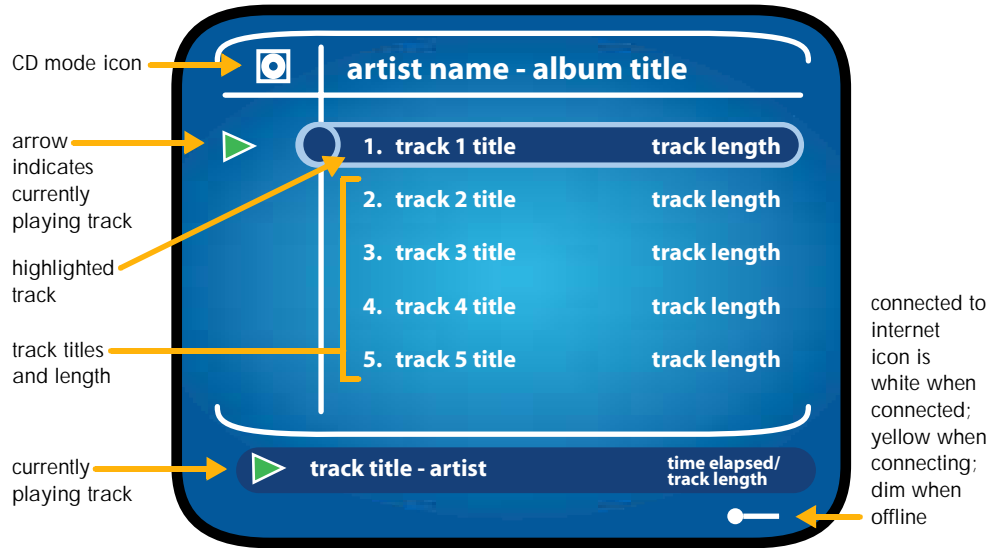 CD mode icon
artist name - album title
arrow
indicates
currently
playing track
1. track 1 title track length
2. track 2 title track length
3. track 3 title track length
4. track 4 title track length
5. track 5 title track length
highlighted
track
track titles
and length
currently
playing track
track title - artist
time elapsed/
track length
connected to
internet
icon is
white when
connected;
yellow when
connecting;
dim when
offline